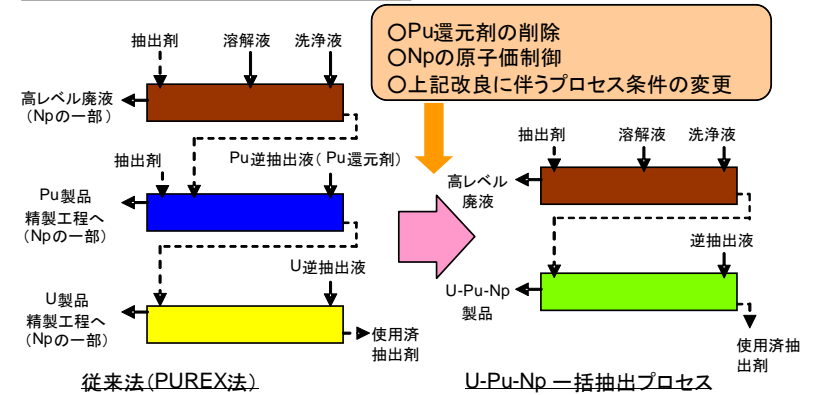 ○Pu還元剤の削除
○Npの原子価制御
○上記改良に伴うプロセス条件の変更
抽出剤
溶解液
洗浄液
高レベル廃液
(Npの一部)
抽出剤
Pu逆抽出液(Pu還元剤)
Pu製品
精製工程へ
(Npの一部)
U逆抽出液
U製品
精製工程へ
(Npの一部)
使用済
抽出剤
従来法(PUREX法)
抽出剤
溶解液
洗浄液
高レベル
廃液
逆抽出液
U-Pu-Np
製品
使用済抽
出剤
U-Pu-Np 一括抽出プロセス